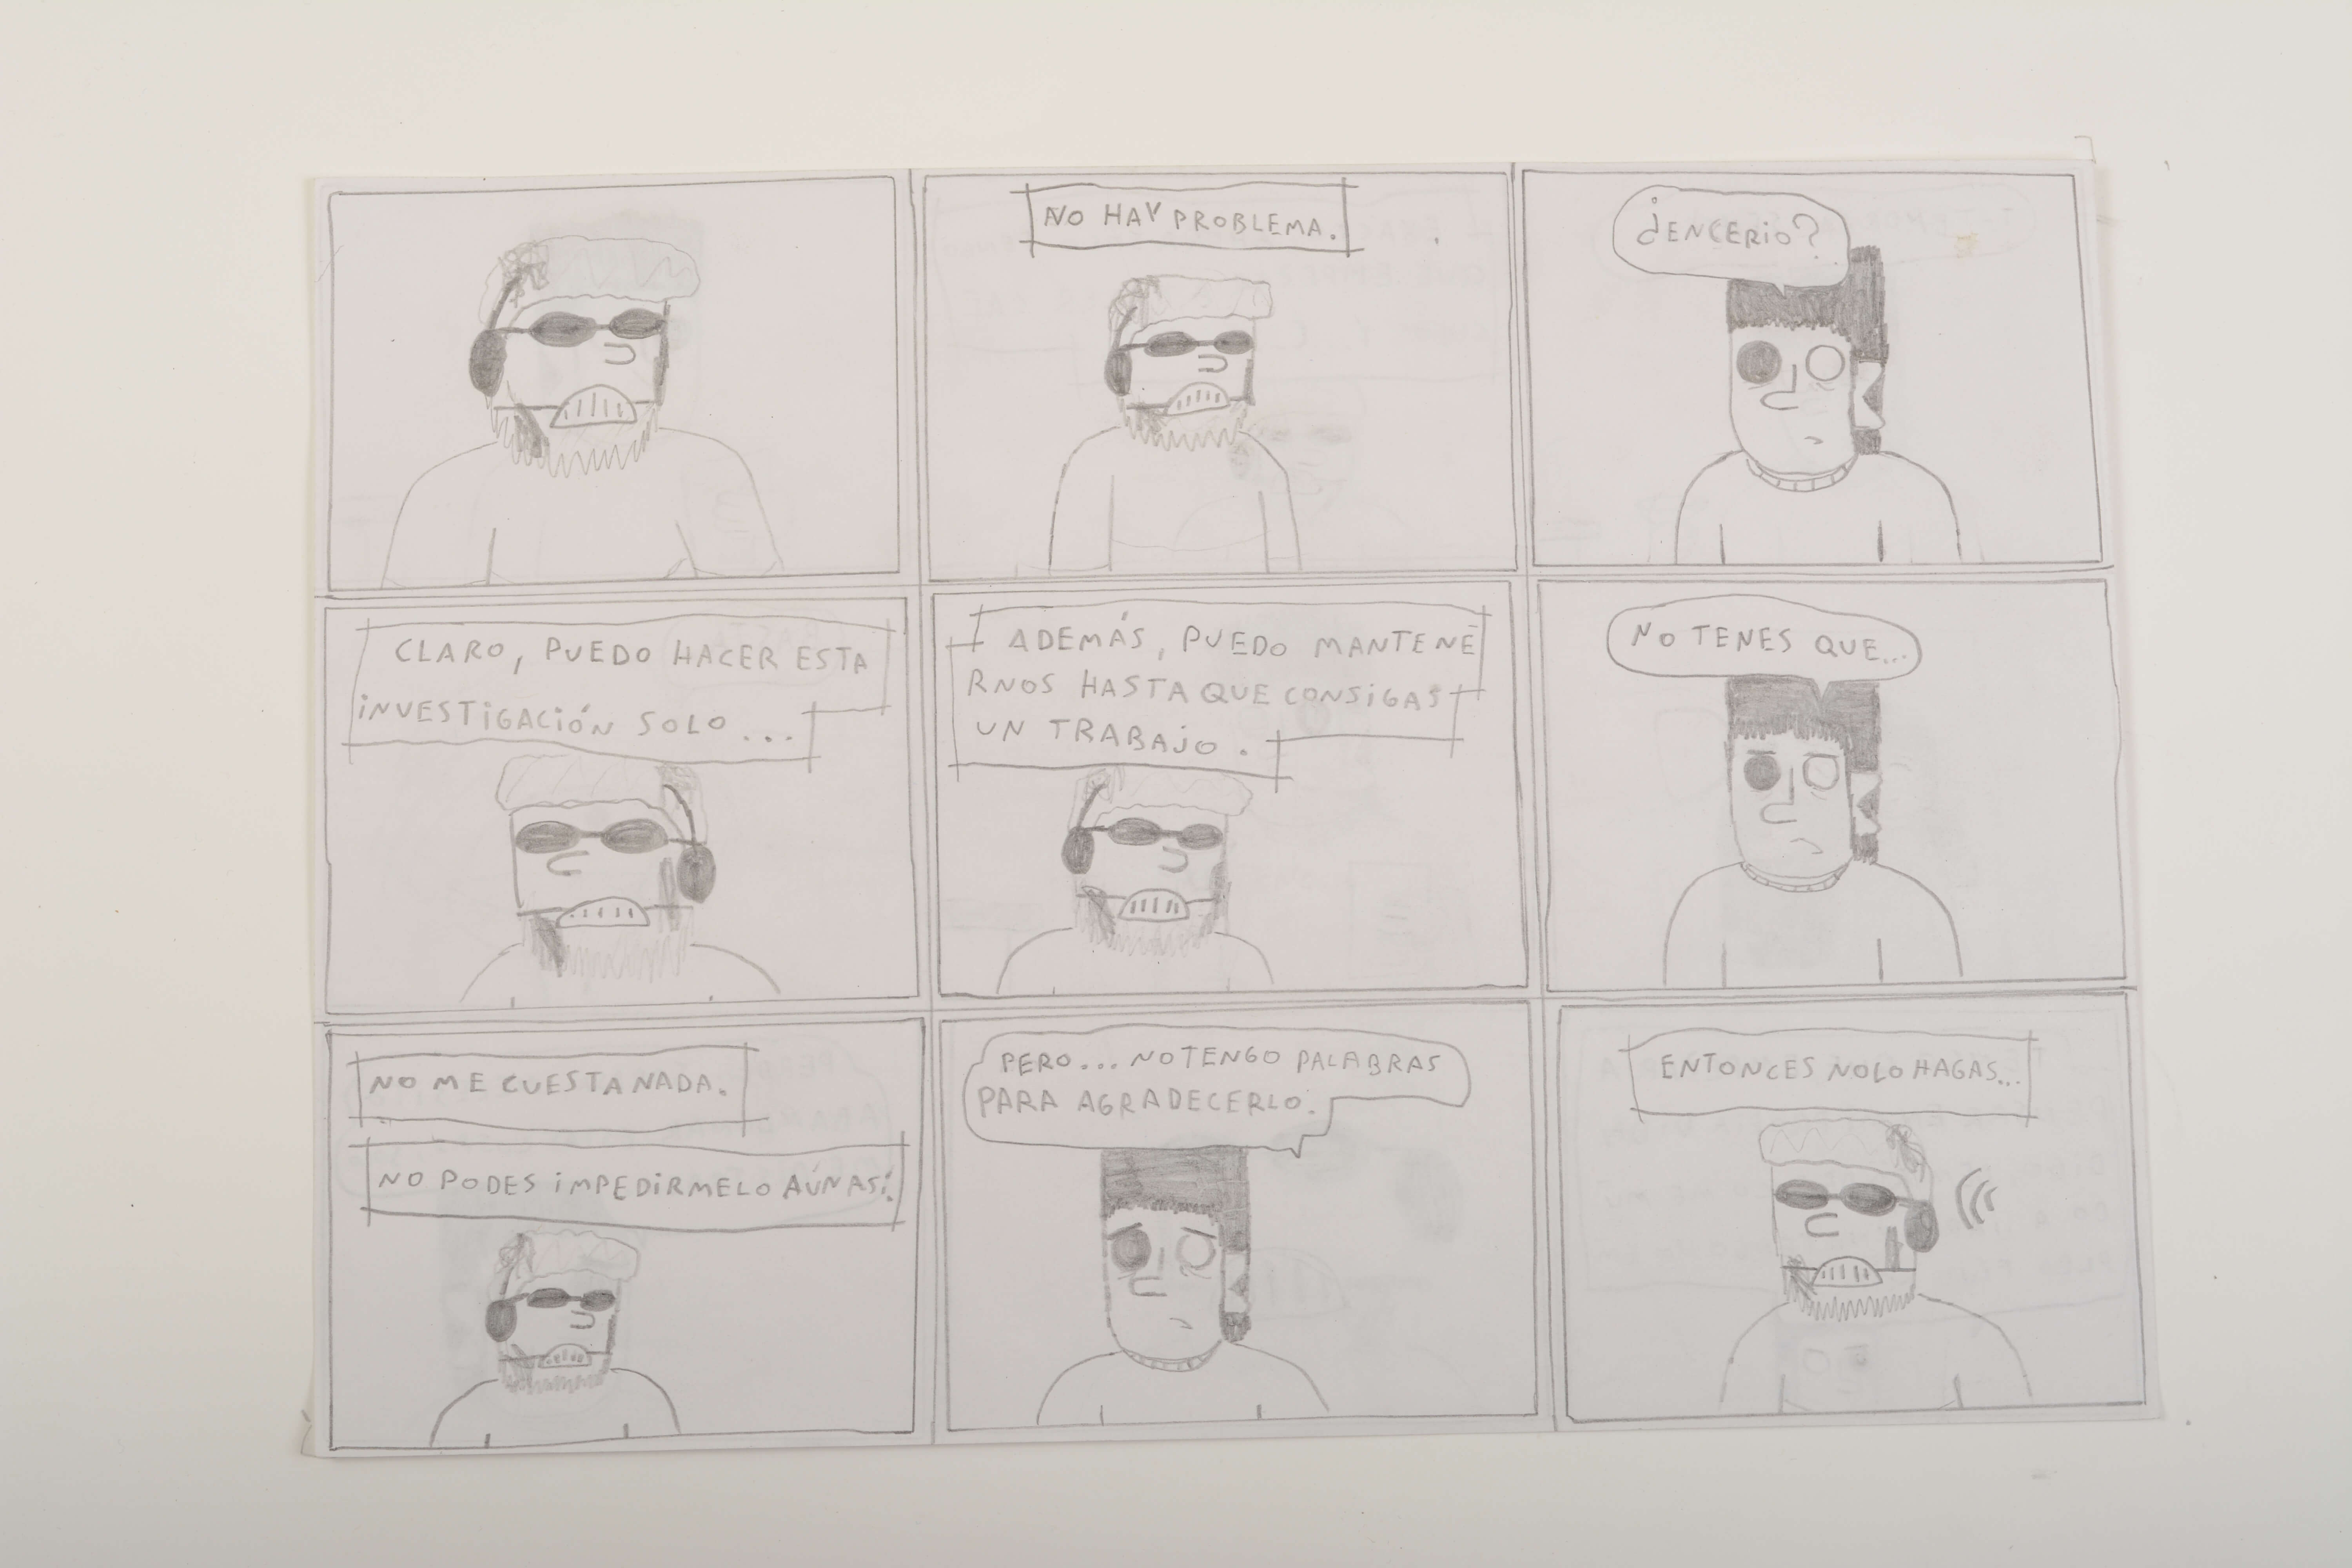 NO HAY PROBLEMA.
¿ENCERiO?
CLARO, PUEDO HACER ESTA
iNVESTiGACiÓN SOLO...
ADEMÁS, PUEDO MANTENE
RNOS HASTA QUE CONSiGAS
UN TRABAJO.
NO TENES QUE...
NO ME CUESTA NADA.
NO PODES iMPEDiRMELO AÚN ASÍ.
PERO... NO TENGO PALABRAS
PARA AGRADECERLO.
ENTONCES NO LO HAGAS...